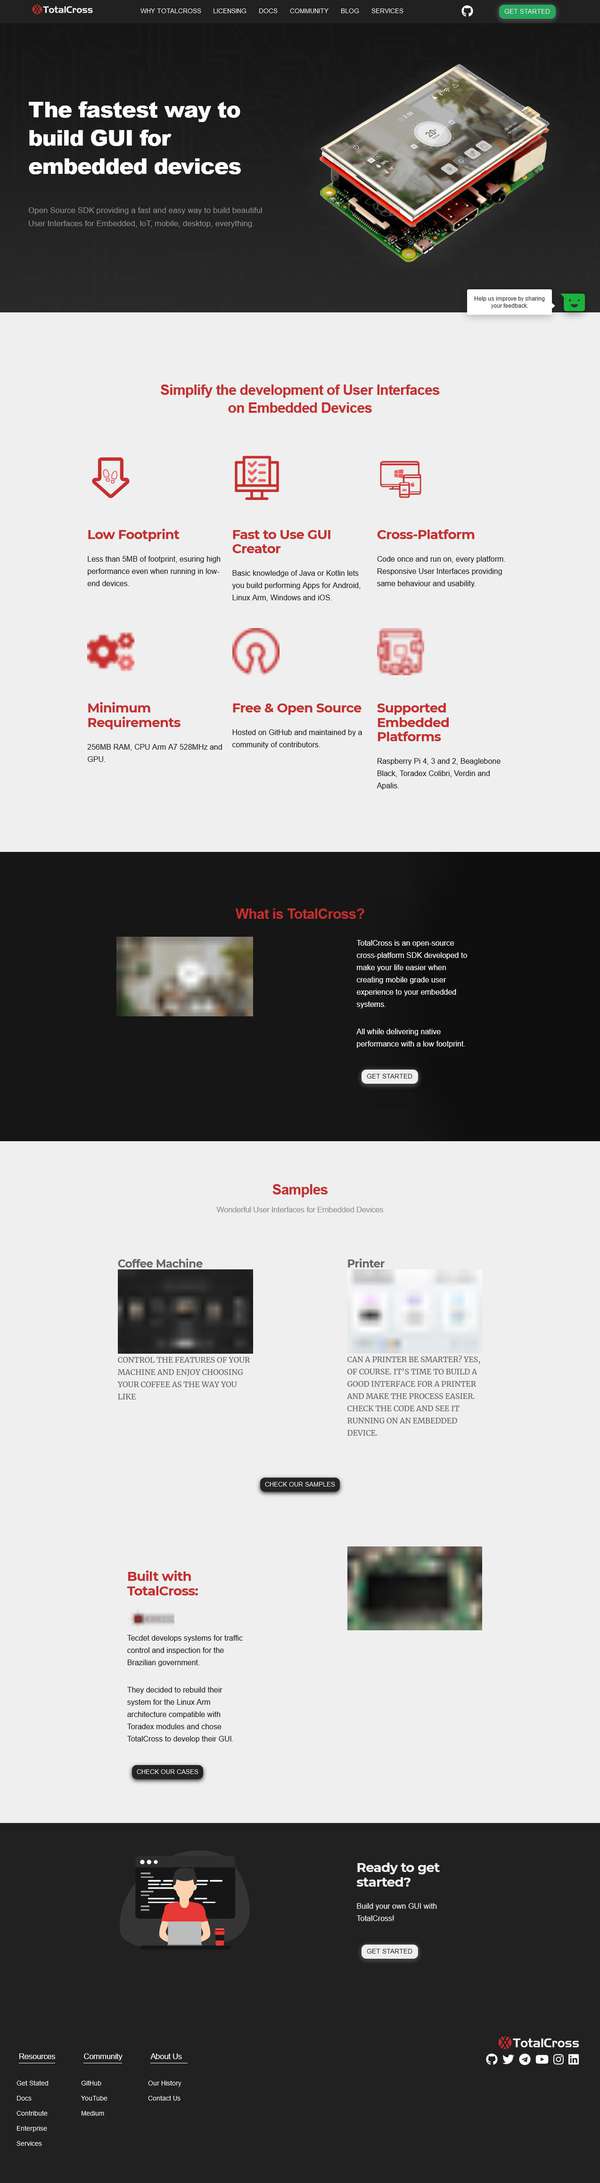 TotalCross
WHY TOTALCROSS LICENSING DOCS COMMUNITY BLOG SERVICES GET STARTED
The fastest way to
build GUI for
embedded devices
Open Source SDK providing a fast and easy way to build beautiful
User Interfaces for Embedded, IoT, mobile, desktop, everything.
Help us improve by sharing
your feedback.
Simplify the development of User Interfaces
on Embedded Devices
Low Footprint
Less than 5MB of footprint, esuring high
performance even when running in low-
end devices.
Fast to Use GUI
Creator
Basic knowledge of Java or Kotlin lets
you build performing Apps for Android,
Linux Arm, Windows and iOS.
Cross-Platform
Code once and run on, every platform.
Responsive User Interfaces providing
same behaviour and usability.
Minimum
Requirements
256MB RAM, CPU Arm A7 528MHz and
GPU.
Free & Open Source
Hosted on GitHub and maintained by a
community of contributors.
Supported
Embedded
Platforms
Raspberry Pi 4, 3 and 2, Beaglebone
Black, Toradex Colibri, Verdin and
Apalis.
What is TotalCross?
TotalCross is an open-source
cross-platform SDK developed to
make your life easier when
creating mobile grade user
experience to your embedded
systems.
All while delivering native
performance with a low footprint.
GET STARTED
Samples
Wonderful User Interfaces for Embedded Devices
Coffee Machine
CONTROL THE FEATURES OF YOUR
MACHINE AND ENJOY CHOOSING
YOUR COFFEE AS THE WAY YOU
LIKE
Printer
CAN A PRINTER BE SMARTER? YES,
OF COURSE. IT'S TIME TO BUILD A
GOOD INTERFACE FOR A PRINTER
AND MAKE THE PROCESS EASIER.
CHECK THE CODE AND SEE IT
RUNNING ON AN EMBEDDED
DEVICE.
CHECK OUR SAMPLES
Built with
TotalCross:
Tecdet develops systems for traffic
control and inspection for the
Brazilian government.
They decided to rebuild their
system for the Linux Arm
architecture compatible with
Toradex modules and chose
TotalCross to develop their GUI.
CHECK OUR CASES
Ready to get
started?
Build your own GUI with
TotalCross!
GET STARTED
TotalCross
Resources
Get Stated
Docs
Contribute
Enterprise
Services
Community
GitHub
YouTube
Medium
About Us
Our History
Contact Us